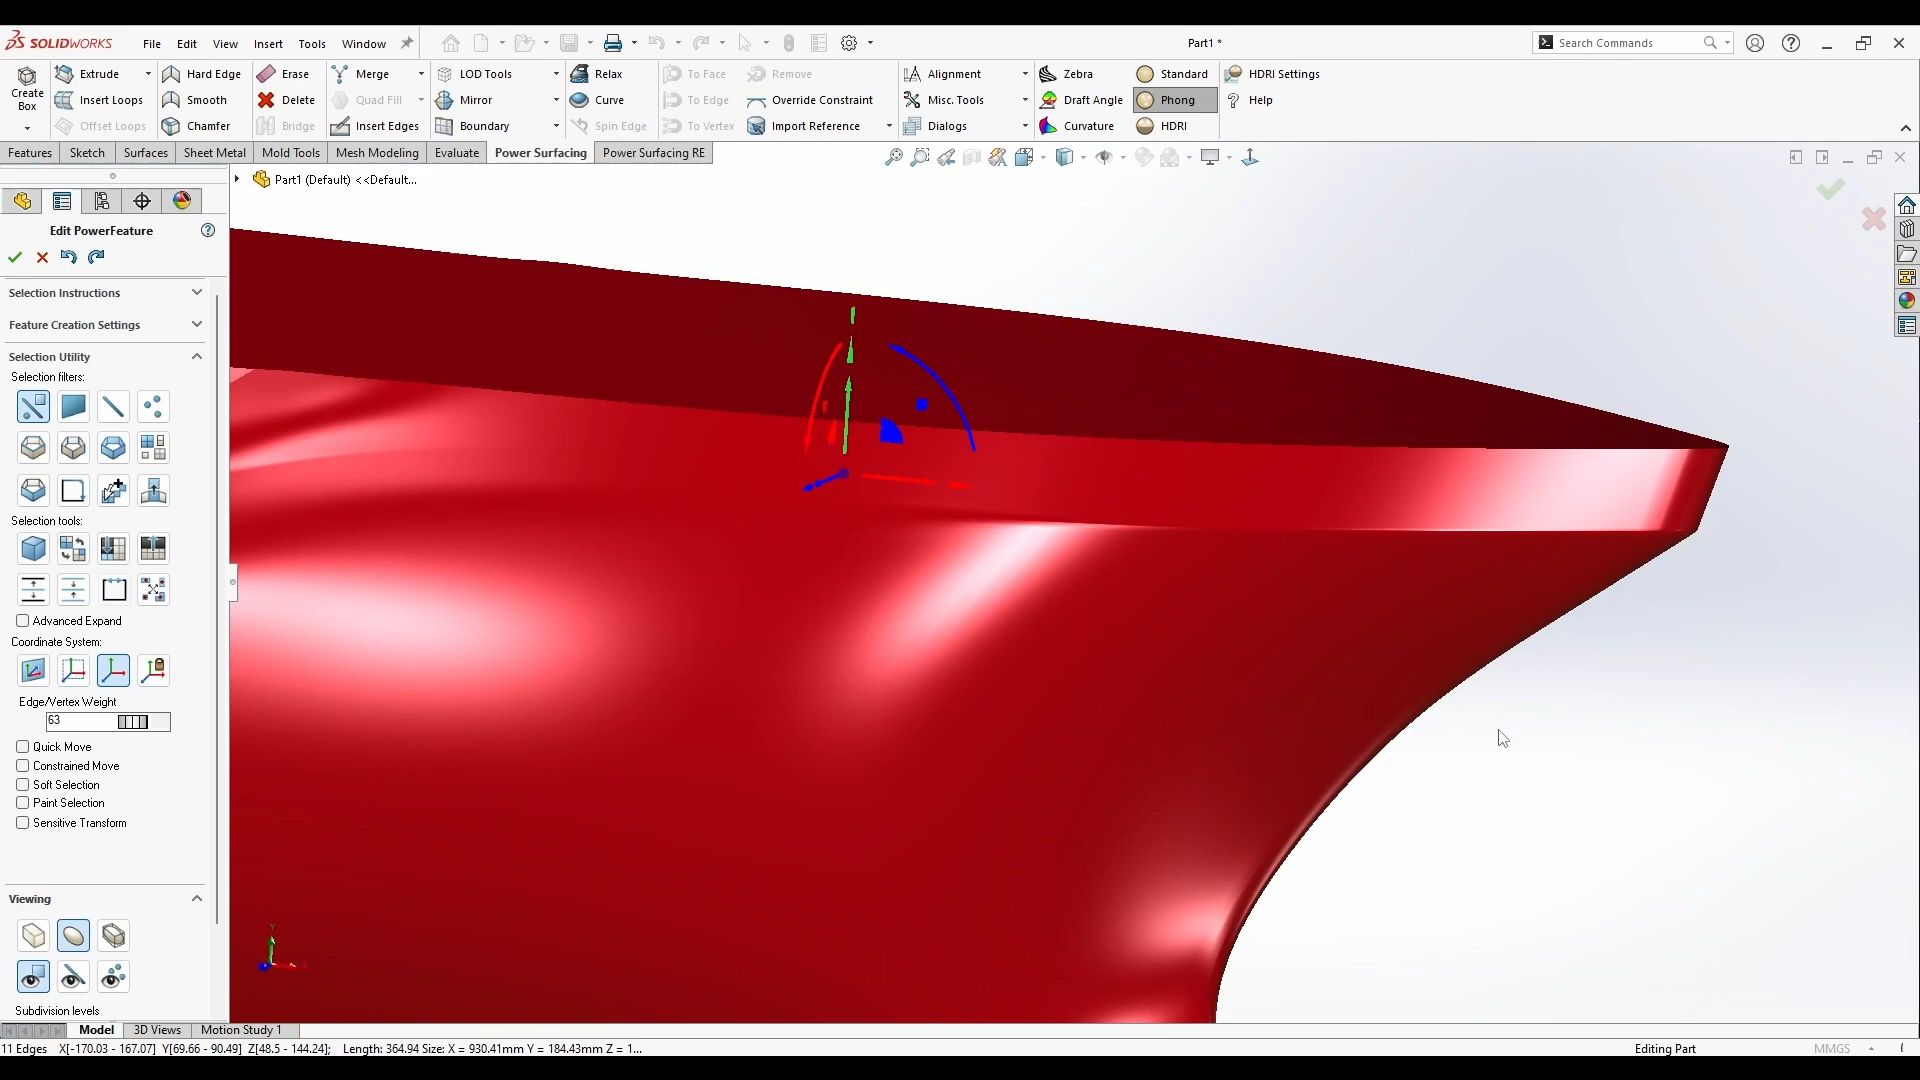 SOLIDWORKS File Edit View Insert Tools Window Part1 * Search Commands
Create Box
Extrude Hard Edge Erase Merge LOD Tools Relax To Face Remove Alignment Zebra Standard HDRI Settings
Insert Loops Smooth Delete Quad Fill Mirror Curve To Edge Override Constraint Misc. Tools Draft Angle Phong Help
Offset Loops Chamfer Bridge Insert Edges Boundary Spin Edge To Vertex Import Reference Dialogs Curvature HDRI
Features Sketch Surfaces Sheet Metal Mold Tools Mesh Modeling Evaluate Power Surfacing Power Surfacing RE
Part1 (Default) <<Default...
Edit PowerFeature
Selection Instructions
Feature Creation Settings
Selection Utility
Selection filters:
Selection tools:
Advanced Expand
Coordinate System:
Edge/Vertex Weight
63
Quick Move
Constrained Move
Soft Selection
Paint Selection
Sensitive Transform
Viewing
Subdivision levels
Model 3D Views Motion Study 1
11 Edges X[-170.03 - 167.07] Y[69.66 - 90.49] Z[48.5 - 144.24]; Length: 364.94 Size: X = 930.41mm Y = 184.43mm Z = 1... Editing Part MMGS